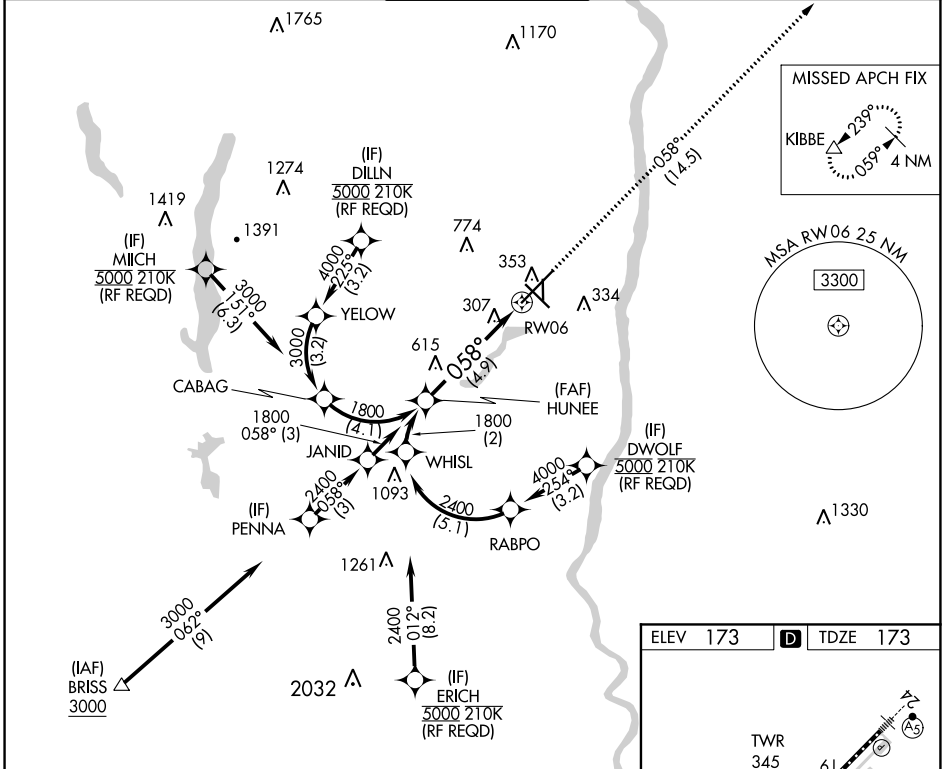 1765
1170
MISSED APCH FIX
KIBBE
239°
059°
4 NM
058°
(14.5)
(IF)
DILLN
5000 210K
(RF REQD)
1274
1419
1391
(IF)
MIICH
5000 210K
(RF REQD)
4000
225°
(3.2)
774
353
334
307
RW06
MSA RW06 25 NM
3300
3000
151°
(6.3)
YELOW
3000
(3.2)
615
058°
(4.9)
(FAF)
HUNEE
CABAG
1800
(4.1)
1800
058° (3)
1800
(2)
JANID
WHISL
1093
(IF)
DWOLF
5000 210K
(RF REQD)
4000
254°
(3.2)
2400
058°
(3)
(IF)
PENNA
2400
(5.1)
RABPO
1330
1261
3000
062°
(9)
2400
012°
(8.2)
(IAF)
BRISS
3000
2032
(IF)
ERICH
5000 210K
(RF REQD)
ELEV 173 D TDZE 173
24
A5
P
TWR
345
19